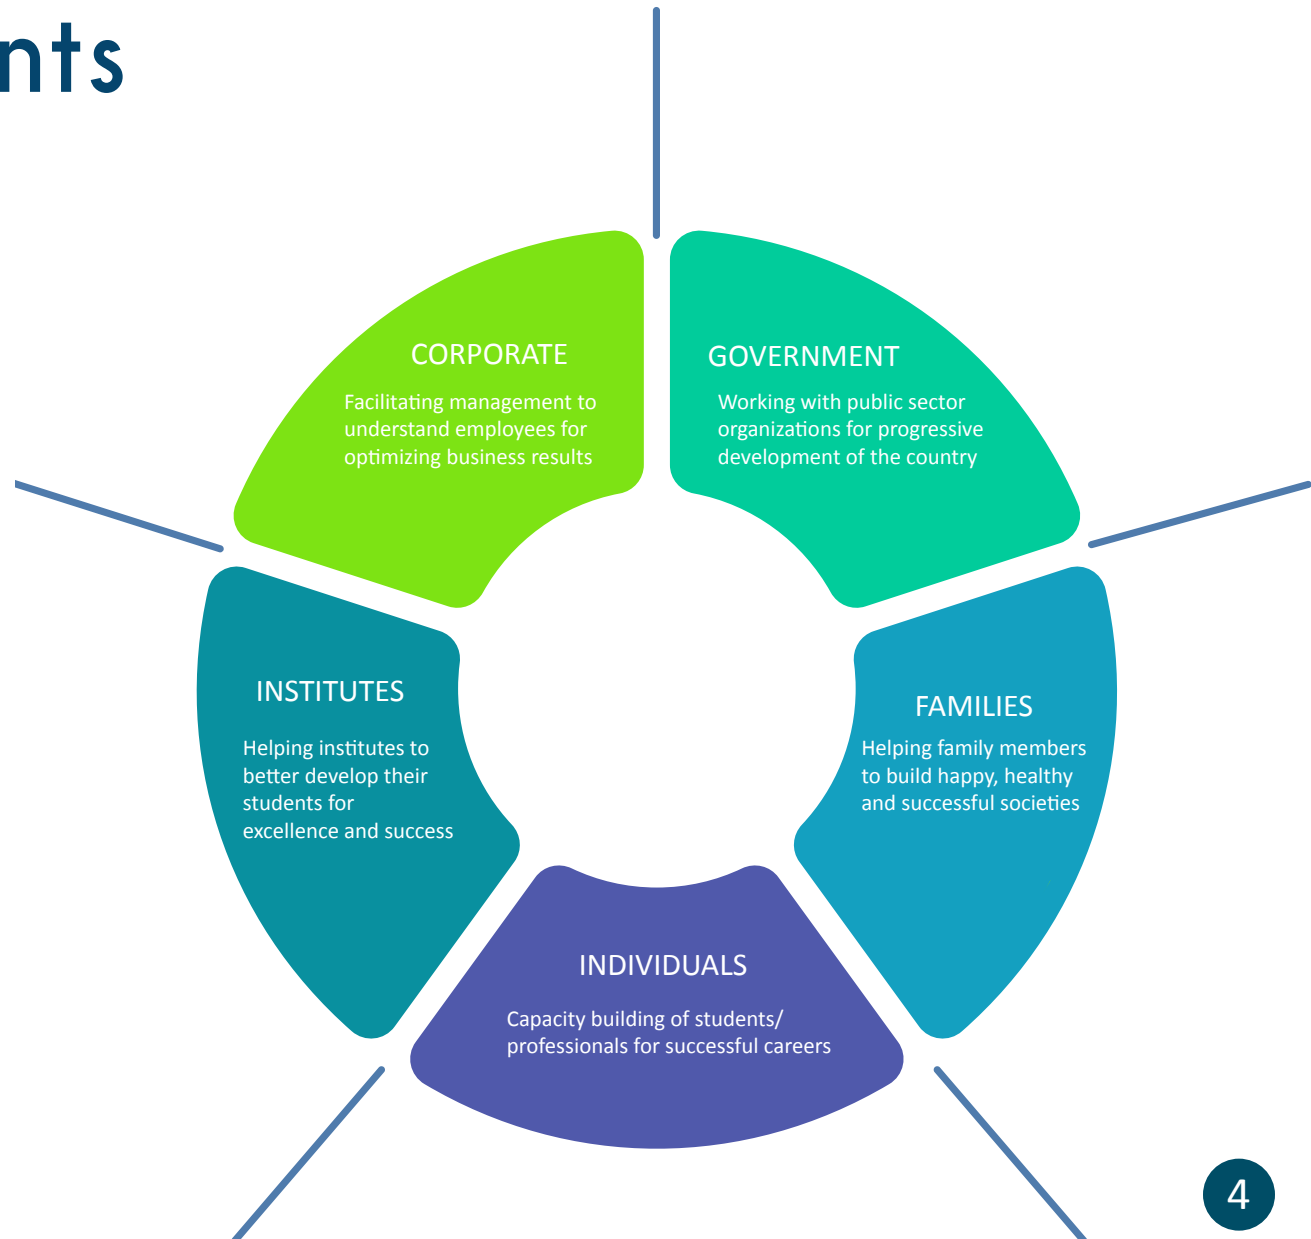 nts
CORPORATE
Facilitating management to
understand employees for
optimizing business results
GOVERNMENT
Working with public sector
organizations for progressive
development of the country
INSTITUTES
Helping institutes to
better develop their
students for
excellence and success
FAMILIES
Helping family members
to build happy, healthy
and successful societies
INDIVIDUALS
Capacity building of students/
professionals for successful careers
4